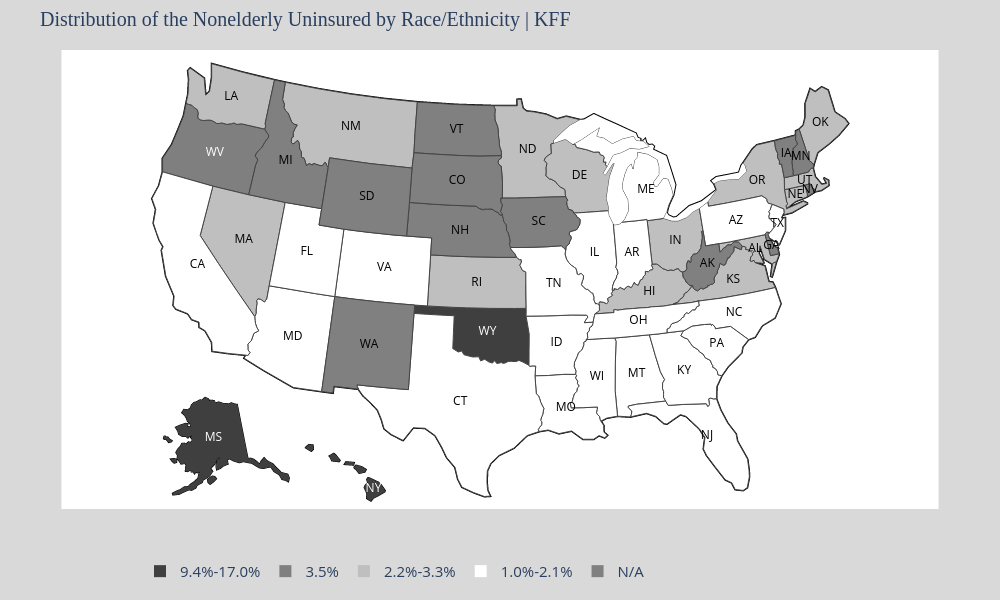 Distribution of the Nonelderly Uninsured by Race/Ethnicity | KFF
LA
NM
VT
ND
OK
WV
MI
SD
CO
DE
ME
OR
IA
MN
UT
NE
NV
MA
NH
SC
AZ
TX
CA
FL
VA
RI
IL
AR
IN
AK
AL
GA
KS
TN
HI
MD
WA
WY
ID
OH
NC
PA
WI
MT
KY
CT
MO
NJ
MS
NY
9.4%-17.0% 3.5% 2.2%-3.3% 1.0%-2.1% N/A